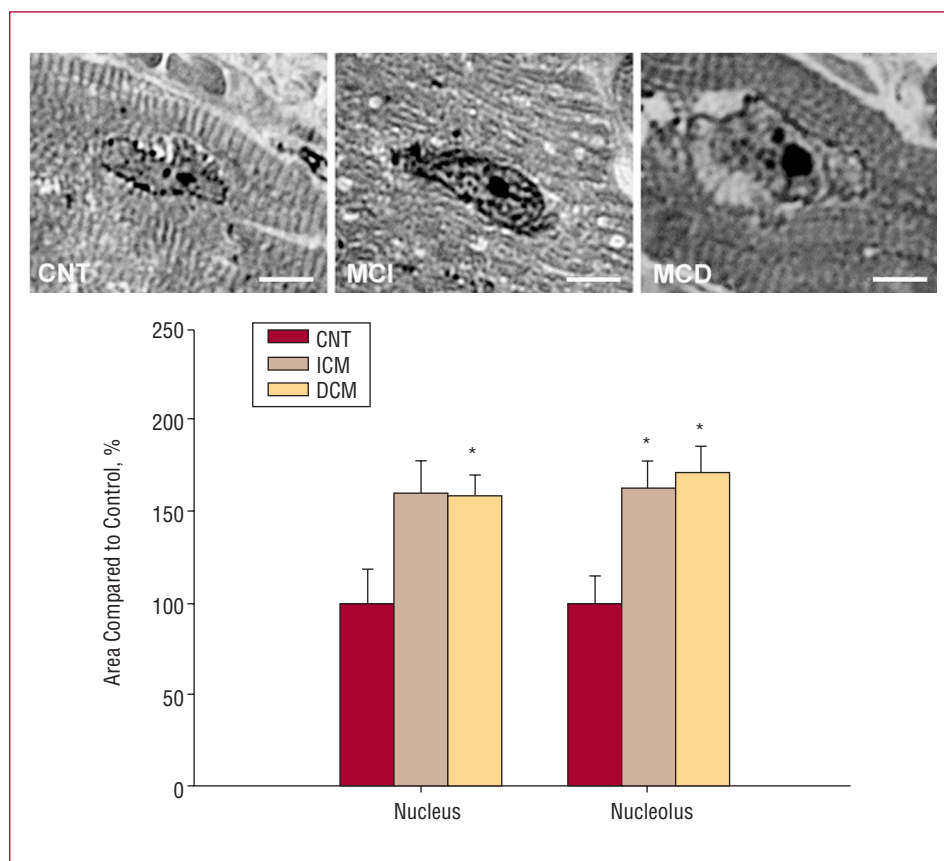 CNT
MCI
MCD
250
200
150
100
50
0
Area Compared to Control, %
CNT
ICM
DCM
*
*
*
Nucleus
Nucleolus